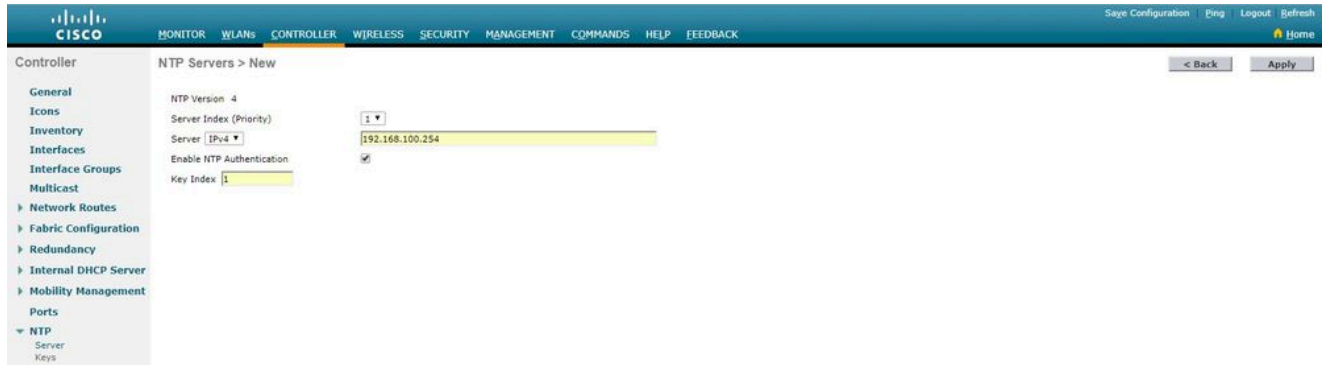 Save Configuration Ping Logout Refresh
CISCO MONITOR WLANs CONTROLLER WIRELESS SECURITY MANAGEMENT COMMANDS HELP FEEDBACK Home
Controller
General
Icons
Inventory
Interfaces
Interface Groups
Multicast
Network Routes
Fabric Configuration
Redundancy
Internal DHCP Server
Mobility Management
Ports
NTP
Server
Keys
NTP Servers > New
< Back Apply
NTP Version 4
Server Index (Priority) 1
Server IPv4 192.168.100.254
Enable NTP Authentication
Key Index 1